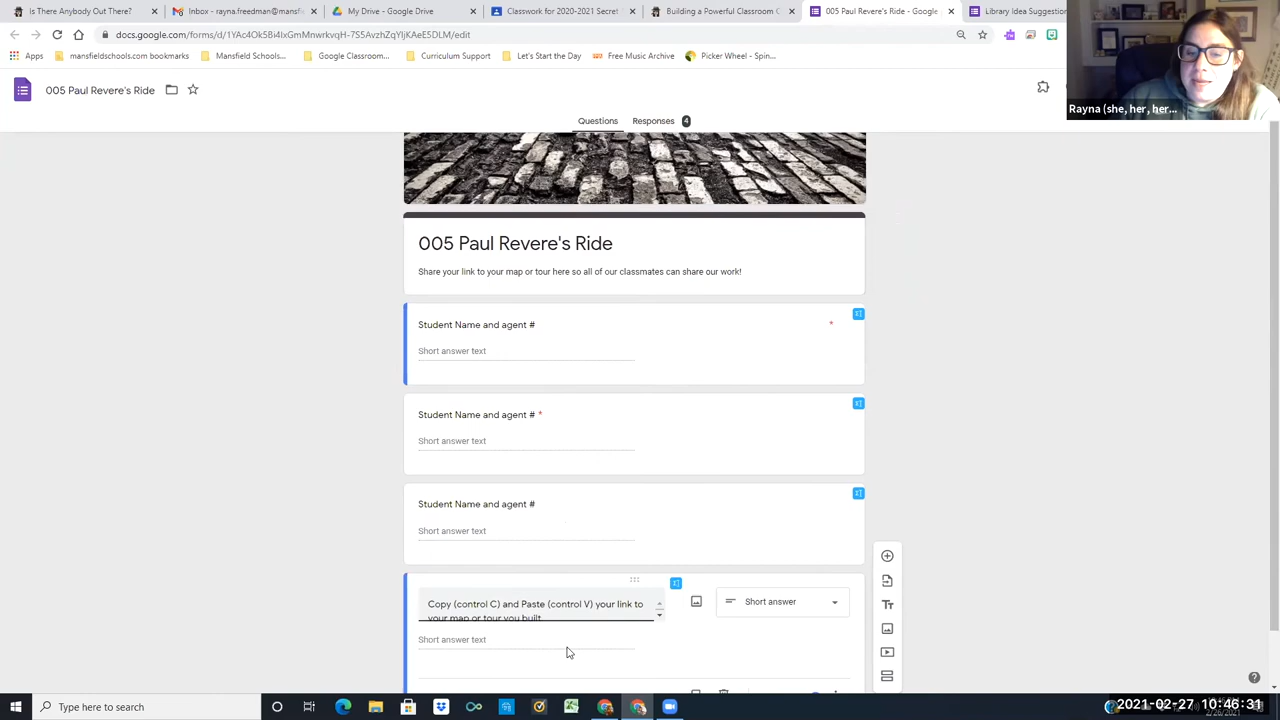 Is There Anybody Out There?
Inbox - rayna.freedman@mansf
My Drive - Google Drive
Classwork for 2020-2021 Secret
Building a Powerful Classroom C
005 Paul Revere's Ride - Google
Library Idea Suggestion
docs.google.com/forms/d/
/edit
Apps
mansfieldschools.com bookmarks
Mansfield Schools...
Google Classroom...
Curriculum Support
Let's Start the Day
Free Music Archive
Picker Wheel - Spin...
005 Paul Revere's Ride
Rayna (she, her, her...
Questions
Responses 4
005 Paul Revere's Ride
Share your link to your map or tour here so all of our classmates can share our work!
Student Name and agent #
*
Short answer text
Student Name and agent # *
Short answer text
Student Name and agent #
Short answer text
Copy (control C) and Paste (control V) your link to
your map or tour you built.
Short answer
Short answer text
Type here to search
2021-02-27 10:46:31